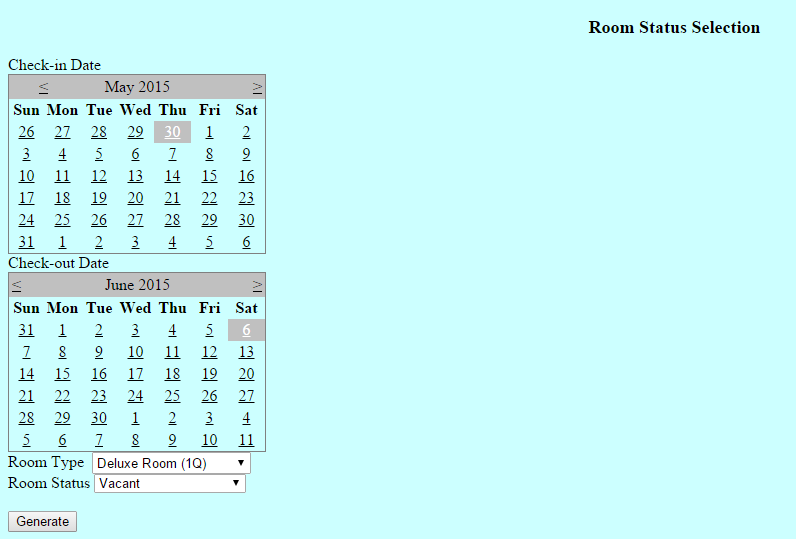 Room Status Selection
Check-in Date
< May 2015 >
Sun Mon Tue Wed Thu Fri Sat
26 27 28 29 30 1 2
3 4 5 6 7 8 9
10 11 12 13 14 15 16
17 18 19 20 21 22 23
24 25 26 27 28 29 30
31 1 2 3 4 5 6
Check-out Date
< June 2015 >
Sun Mon Tue Wed Thu Fri Sat
31 1 2 3 4 5 6
7 8 9 10 11 12 13
14 15 16 17 18 19 20
21 22 23 24 25 26 27
28 29 30 1 2 3 4
5 6 7 8 9 10 11
Room Type Deluxe Room (1Q)
Room Status Vacant
Generate